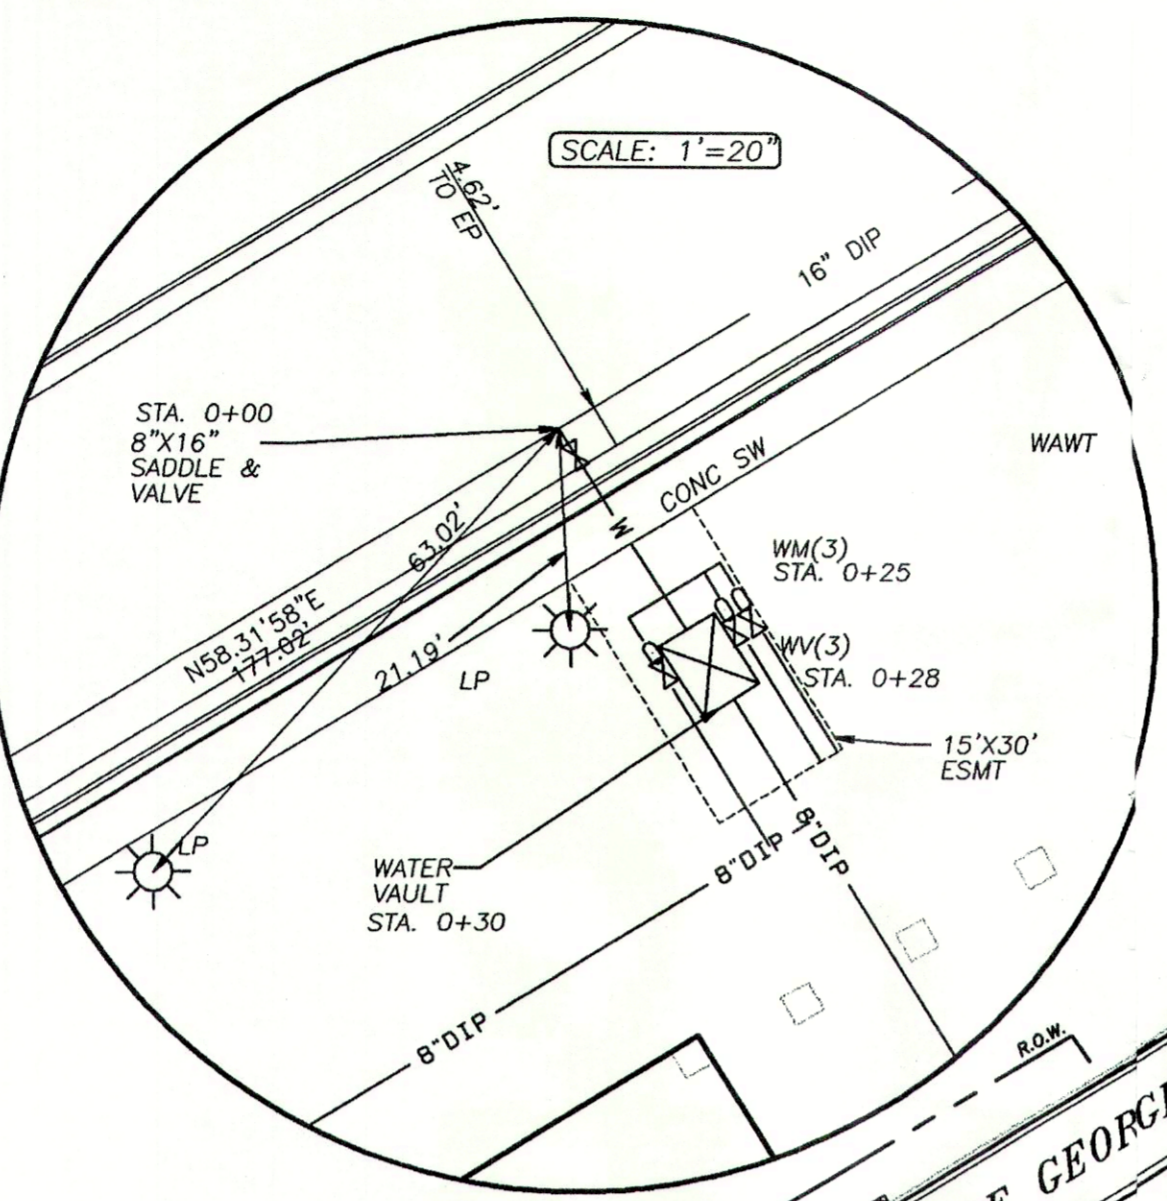 SCALE: 1'=20"
4.62'
TO EP
16" DIP
STA. 0+00
8"X16"
SADDLE &
VALVE
WAWT
CONC SW
W
63.02'
WM(3)
STA. 0+25
N58.31'58"E
177.02'
21.19'
LP
WV(3)
STA. 0+28
15'X30'
ESMT
LP
WATER
VAULT
STA. 0+30
8"DIP
8"DIP
8"DIP
R.O.W.